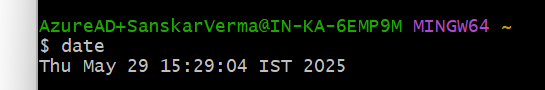 AzureAD+SanskarVerma@IN-KA-6EMP9M MINGW64 ~
$ date
Thu May 29 15:29:04 IST 2025